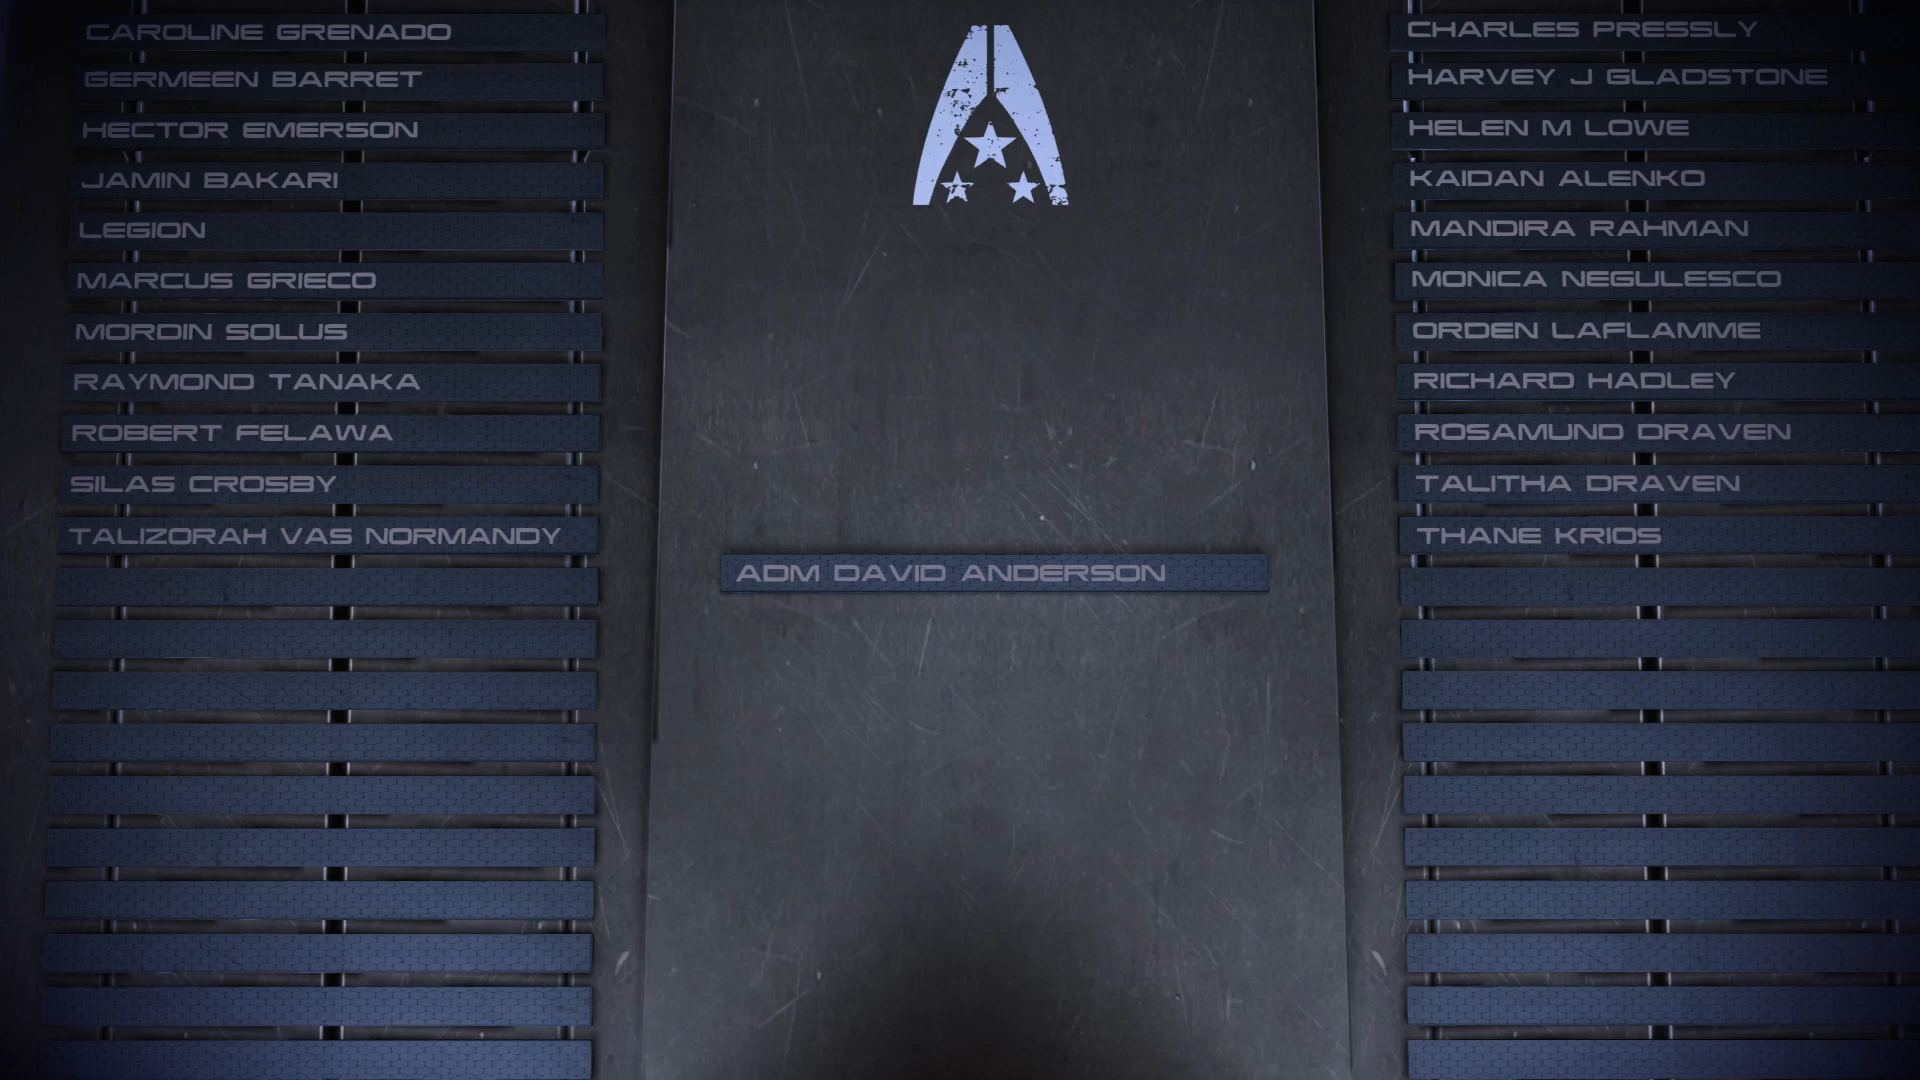 CAROLINE GRENADO
GERMEEN BARRET
HECTOR EMERSON
JAMIN BAKARI
LEGION
MARCUS GRIECO
MORDIN SOLUS
RAYMOND TANAKA
ROBERT FELAWA
SILAS CROSBY
TALIZORAH VAS NORMANDY
ADM DAVID ANDERSON
CHARLES PRESSLY
HARVEY J GLADSTONE
HELEN M LOWE
KAIDAN ALENKO
MANDIRA RAHMAN
MONICA NEGULESCO
ORDEN LAFLAMME
RICHARD HADLEY
ROSAMUND DRAVEN
TALITHA DRAVEN
THANE KRIOS